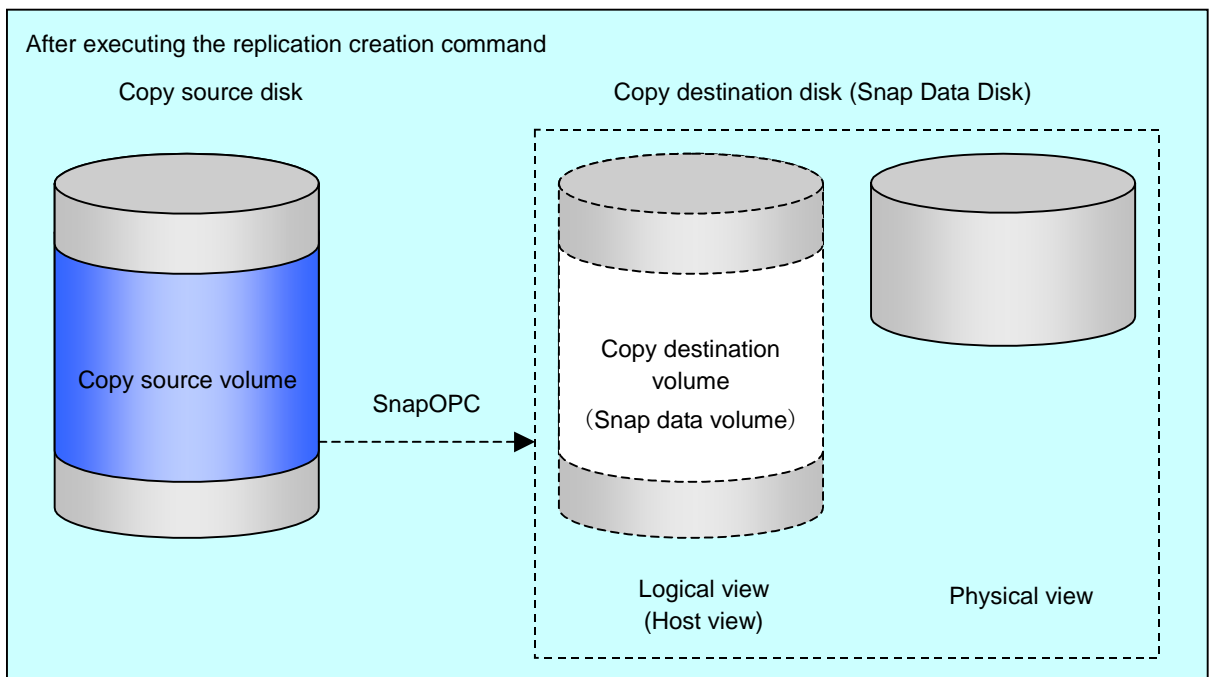 After executing the replication creation command
Copy source disk
Copy destination disk (Snap Data Disk)
Copy source volume
SnapOPC
Copy destination
volume
（Snap data volume）
Logical view
(Host view)
Physical view